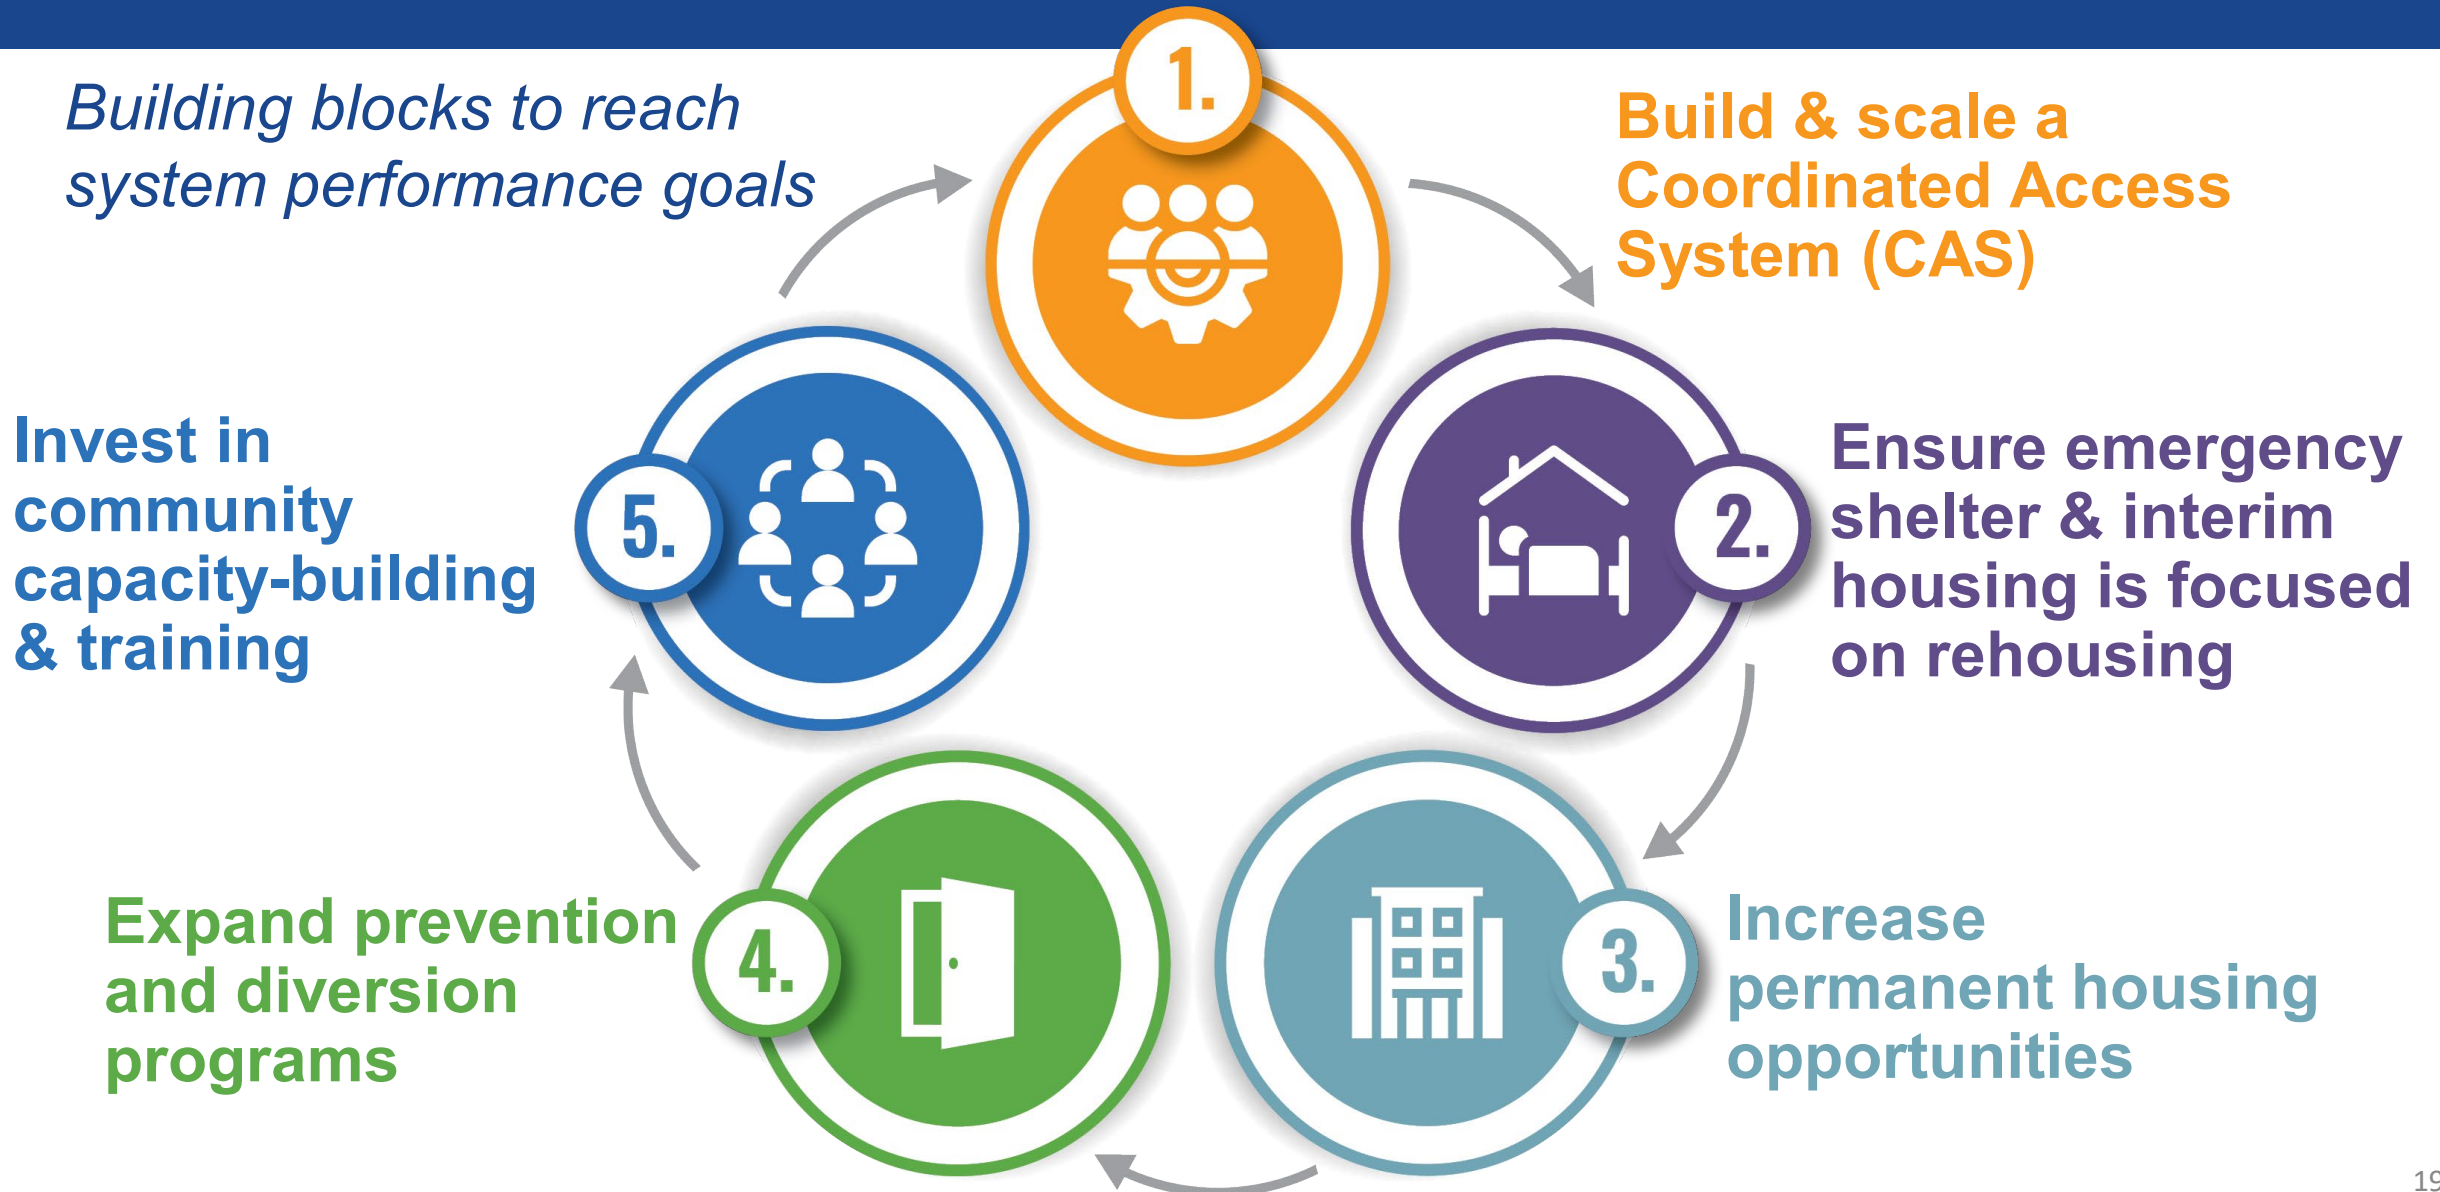 Building blocks to reach
system performance goals
1.
Build & scale a
Coordinated Access
System (CAS)
2.
Ensure emergency
shelter & interim
housing is focused
on rehousing
3.
Increase
permanent housing
opportunities
4.
Expand prevention
and diversion
programs
5.
Invest in
community
capacity-building
& training
19